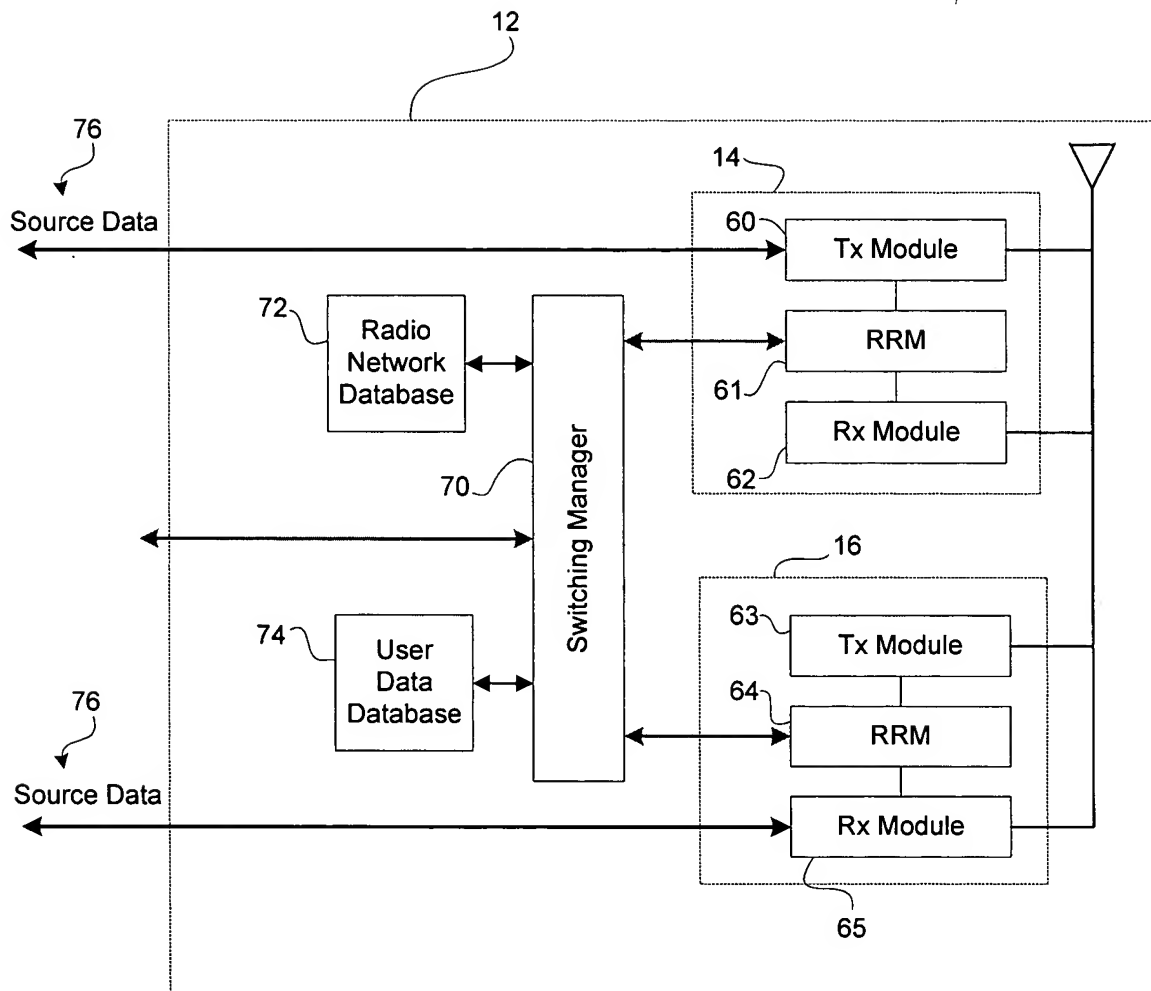 12
76
Source Data
14
60
Tx Module
72
Radio
Network
Database
RRM
61
Rx Module
62
70
Switching Manager
16
74
User
Data
Database
63
Tx Module
64
RRM
76
Source Data
Rx Module
65